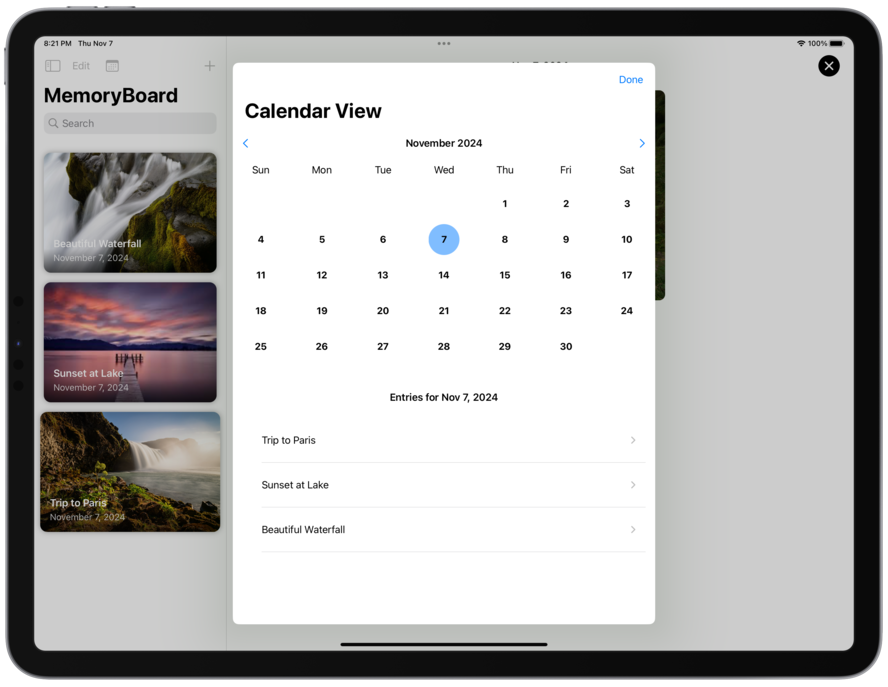 8:21 PM Thu Nov 7
100%
Edit
MemoryBoard
Search
Beautiful Waterfall
November 7, 2024
Sunset at Lake
November 7, 2024
Trip to Paris
November 7, 2024
Done
Calendar View
November 2024
Sun Mon Tue Wed Thu Fri Sat
1 2 3
4 5 6 7 8 9 10
11 12 13 14 15 16 17
18 19 20 21 22 23 24
25 26 27 28 29 30
Entries for Nov 7, 2024
Trip to Paris
Sunset at Lake
Beautiful Waterfall